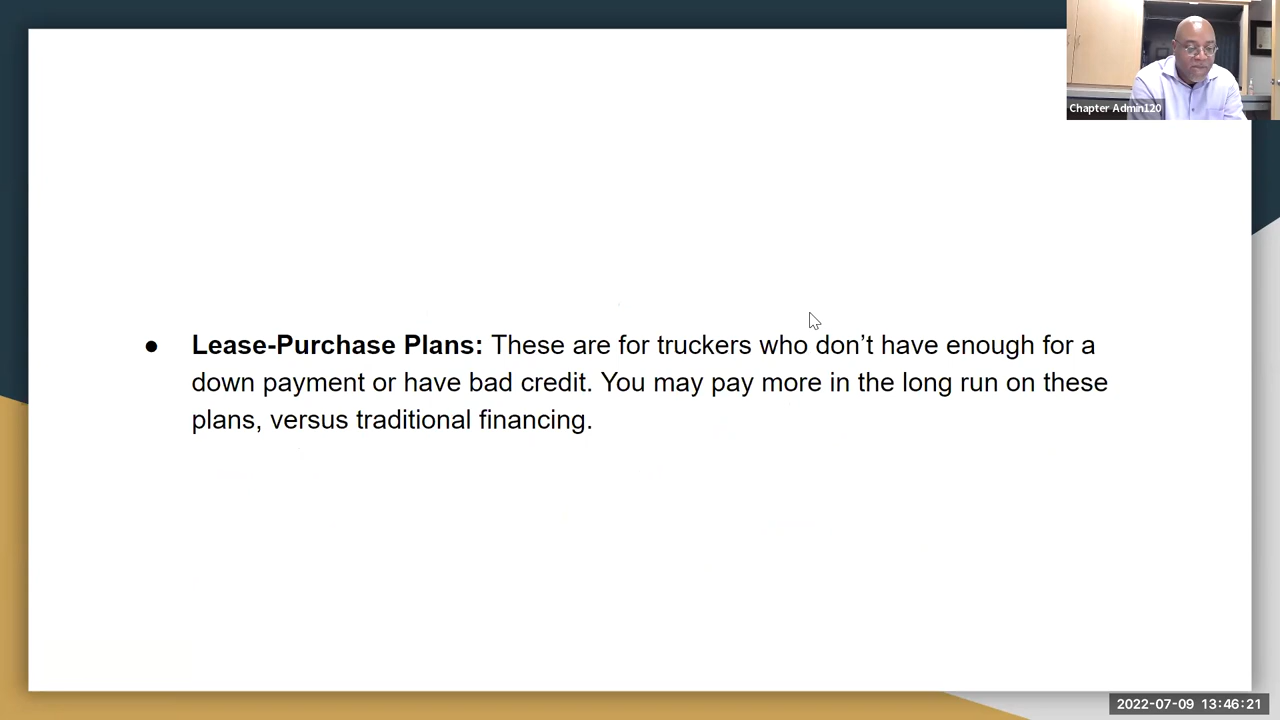 Chapter Admin120
● Lease-Purchase Plans: These are for truckers who don’t have enough for a
down payment or have bad credit. You may pay more in the long run on these
plans, versus traditional financing.
2022-07-09 13:46:21